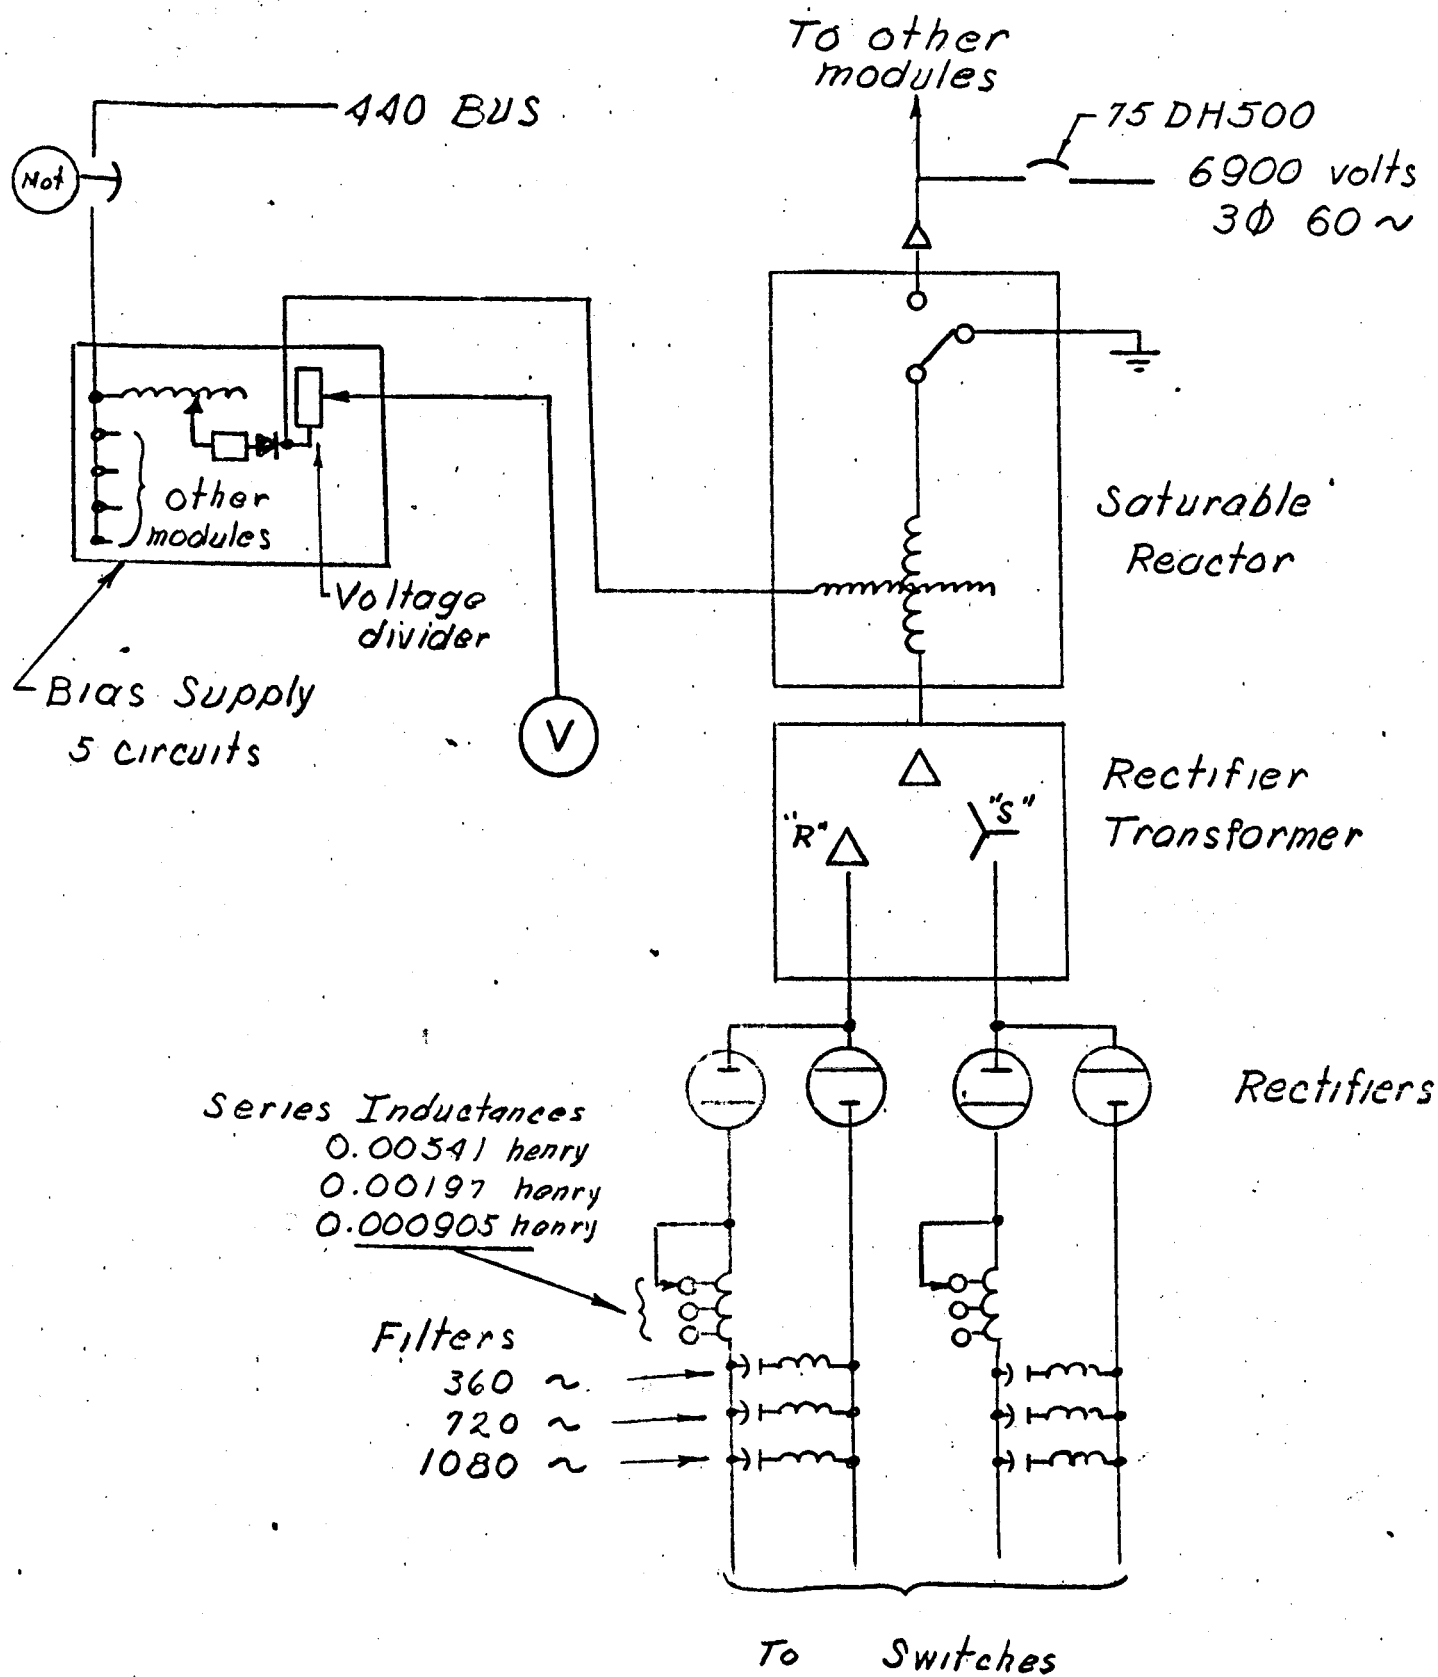 To other
modules
440 BUS
75 DH500
6900 volts
3Φ 60 ~
Mot
other
modules
Voltage
divider
Bias Supply
5 circuits
V
Saturable
Reactor
Rectifier
Transformer
"R"
"S"
Rectifiers
Series Inductances
0.00541 henry
0.00197 henry
0.000905 henry
Filters
360 ~
720 ~
1080 ~
To Switches